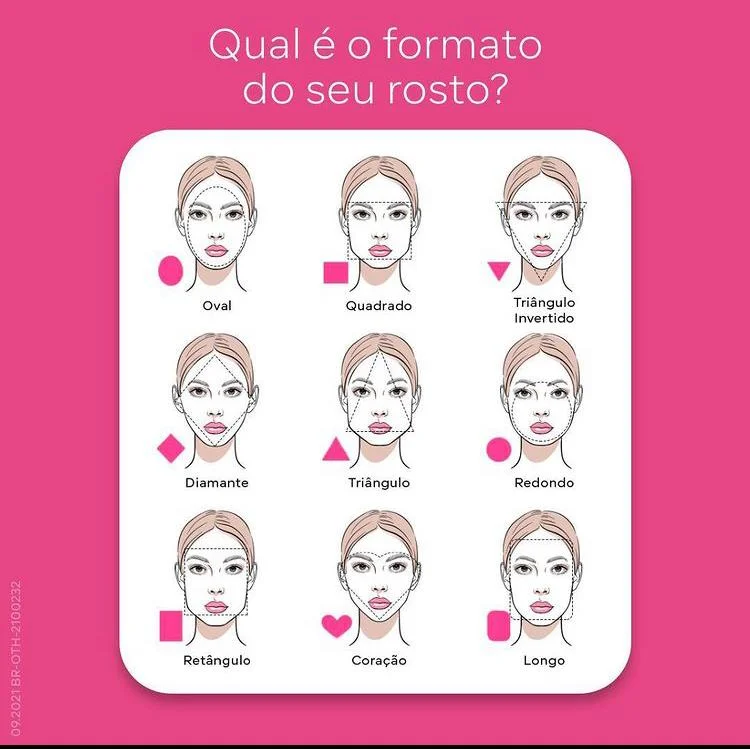 Qual é o formato
do seu rosto?
Oval
Quadrado
Triângulo
Invertido
Diamante
Triângulo
Redondo
Retângulo
Coração
Longo
09.2021 BR-OTH-2100232